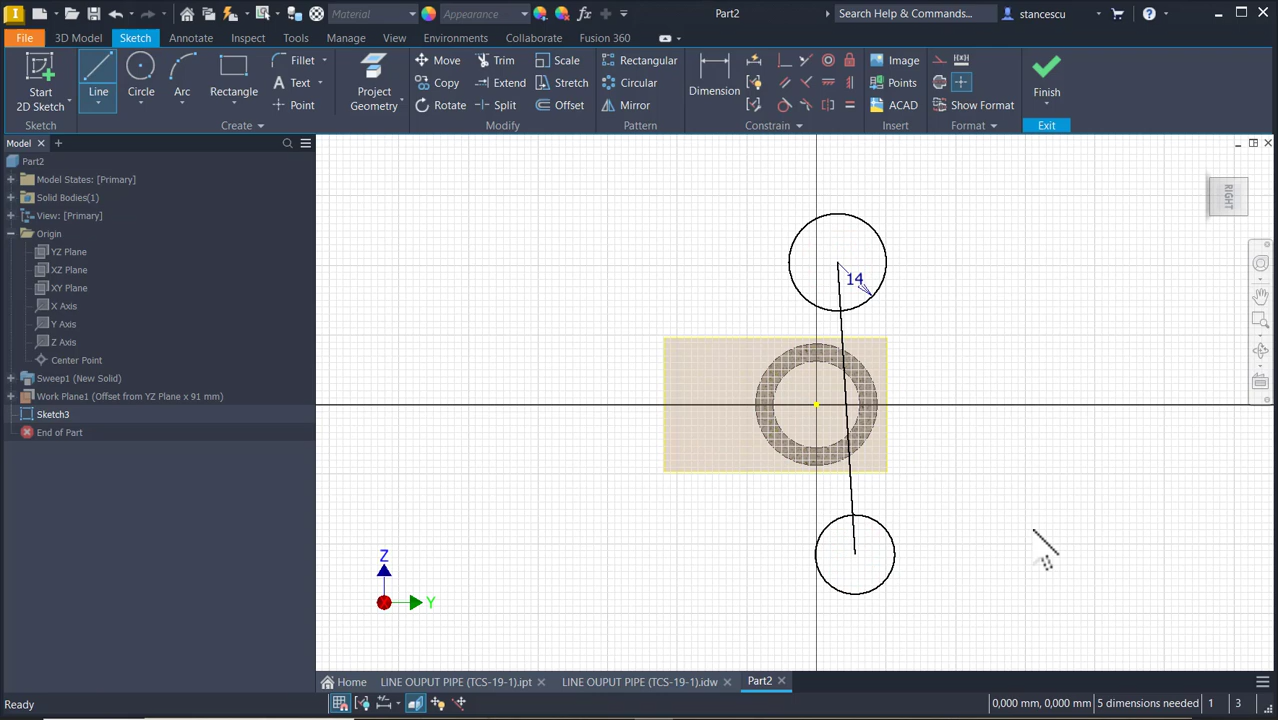 Material
Appearance
Part2
Search Help & Commands...
stancescu
File
3D Model
Sketch
Annotate
Inspect
Tools
Manage
View
Environments
Collaborate
Fusion 360
Start
2D Sketch
Line
Circle
Arc
Rectangle
Fillet
Text
Point
Project
Geometry
Move
Copy
Rotate
Trim
Extend
Split
Scale
Stretch
Offset
Rectangular
Circular
Mirror
Dimension
Image
Points
ACAD
Show Format
Finish
Sketch
Create
Modify
Pattern
Constrain
Insert
Format
Exit
Model
Part2
Model States: [Primary]
Solid Bodies(1)
View: [Primary]
Origin
YZ Plane
XZ Plane
XY Plane
X Axis
Y Axis
Z Axis
Center Point
Sweep1 (New Solid)
Work Plane1 (Offset from YZ Plane x 91 mm)
Sketch3
End of Part
RIGHT
14
Z
Y
Home
LINE OUPUT PIPE (TCS-19-1).ipt
LINE OUPUT PIPE (TCS-19-1).idw
Part2
Ready
0,000 mm, 0,000 mm
5 dimensions needed
1
3